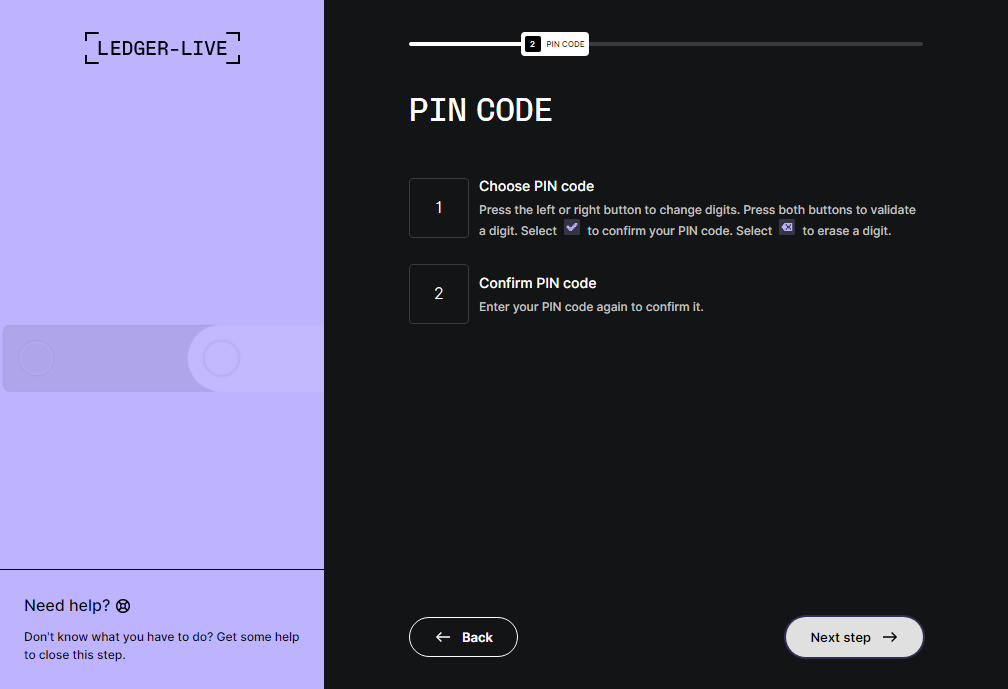 LEDGER-LIVE
2 PIN CODE
PIN CODE
1
Choose PIN code
Press the left or right button to change digits. Press both buttons to validate
a digit. Select to confirm your PIN code. Select to erase a digit.
2
Confirm PIN code
Enter your PIN code again to confirm it.
Need help?
Don't know what you have to do? Get some help
to close this step.
Back
Next step